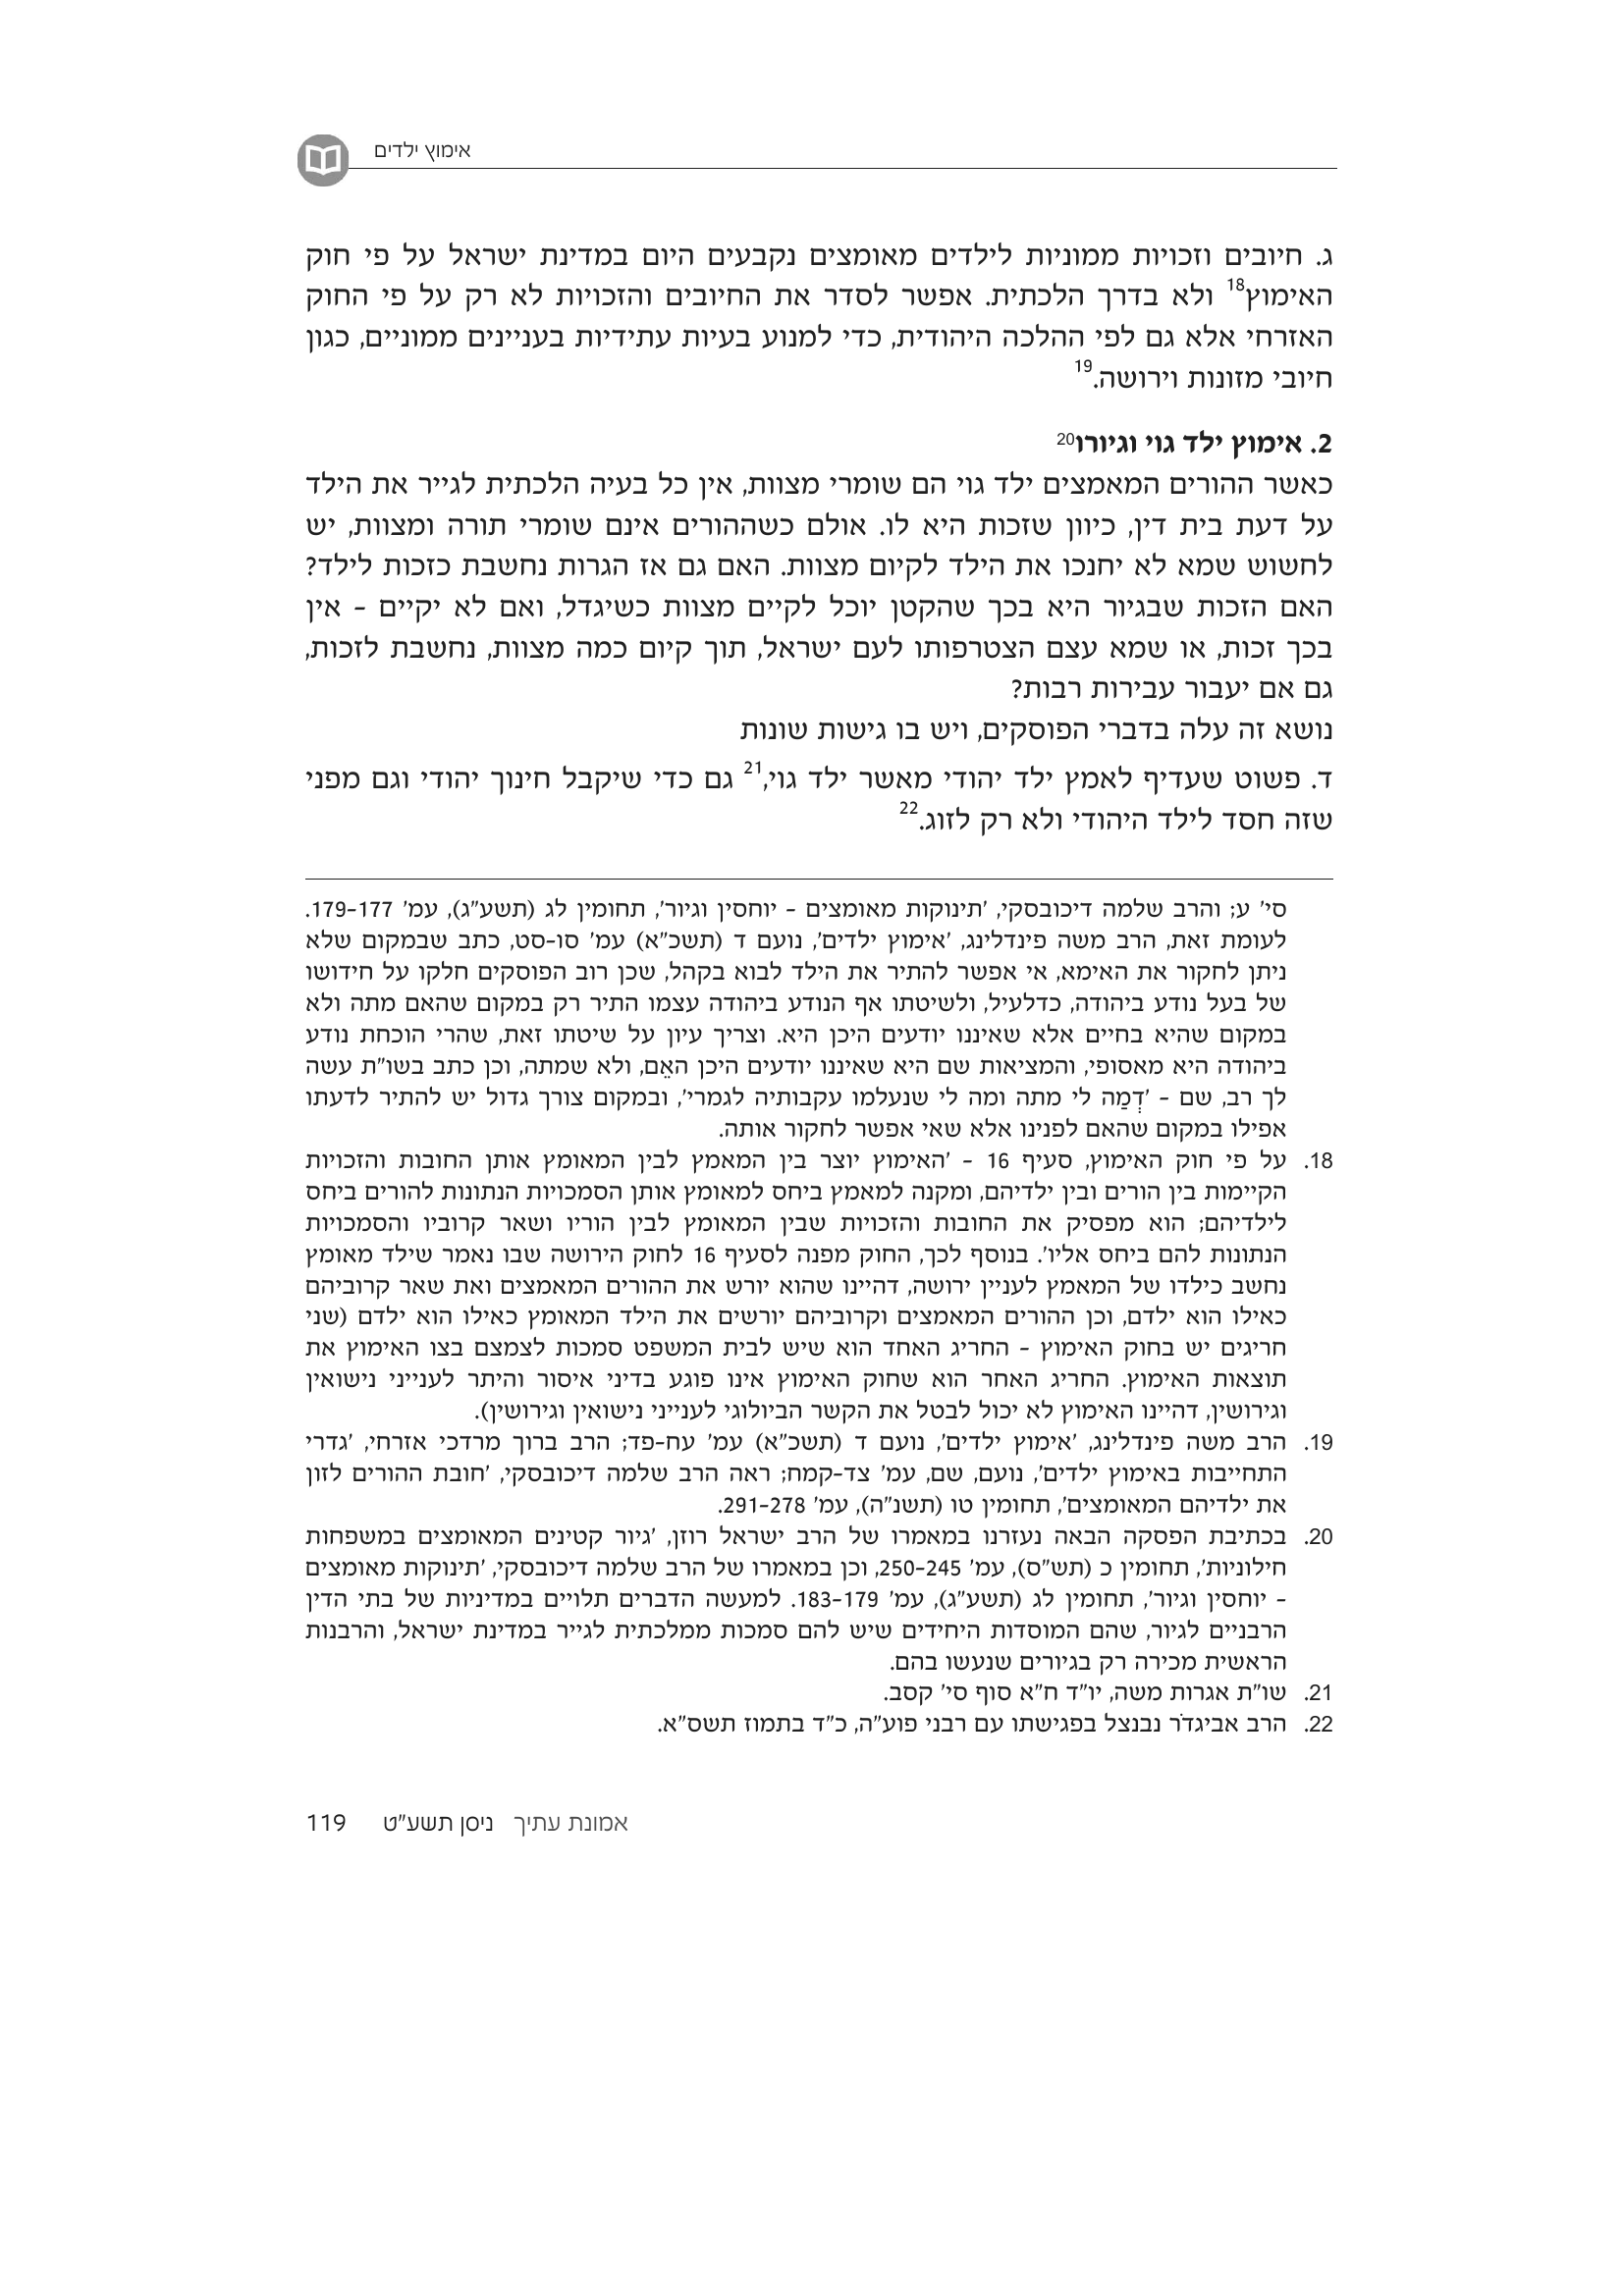 אימוץ ילדים
ג. חיובים וזכויות ממוניות לילדים מאומצים נקבעים היום במדינת ישראל על פי חוק
האימוץ18 ולא בדרך הלכתית. אפשר לסדר את החיובים והזכויות לא רק על פי החוק
האזרחי אלא גם לפי ההלכה היהודית, כדי למנוע בעיות עתידיות בעניינים ממוניים, כגון
חיובי מזונות וירושה.19
2. אימוץ ילד גוי וגיורו20
כאשר ההורים המאמצים ילד גוי הם שומרי מצוות, אין כל בעיה הלכתית לגייר את הילד
על דעת בית דין, כיוון שזכות היא לו. אולם כשההורים אינם שומרי תורה ומצוות, יש
לחשוש שמא לא יחנכו את הילד לקיום מצוות. האם גם אז הגרות נחשבת כזכות לילד?
האם הזכות שבגיור היא בכך שהקטן יוכל לקיים מצוות כשיגדל, ואם לא יקיים – אין
בכך זכות, או שמא עצם הצטרפותו לעם ישראל, תוך קיום כמה מצוות, נחשבת לזכות,
גם אם יעבור עבירות רבות?
נושא זה עלה בדברי הפוסקים, ויש בו גישות שונות
ד. פשוט שעדיף לאמץ ילד יהודי מאשר ילד גוי,21 גם כדי שיקבל חינוך יהודי וגם מפני
שזה חסד לילד היהודי ולא רק לזוג.22
סי' ע; והרב שלמה דיכובסקי, 'תינוקות מאומצים – יוחסין וגיור', תחומין לג (תשע"ג), עמ' 179-177.
לעומת זאת, הרב משה פינדלינג, 'אימוץ ילדים', נועם ד (תשכ"א) עמ' סו-סט, כתב שבמקום שלא
ניתן לחקור את האימא, אי אפשר להתיר את הילד לבוא בקהל, שכן רוב הפוסקים חלקו על חידושו
של בעל נודע ביהודה, כדלעיל, ולשיטתו אף הנודע ביהודה עצמו התיר רק במקום שהאם מתה ולא
במקום שהיא בחיים אלא שאיננו יודעים היכן היא. וצריך עיון על שיטתו זאת, שהרי הוכחת נודע
ביהודה היא מאסופי, והמציאות שם היא שאיננו יודעים היכן האֵם, ולא שמתה, וכן כתב בשו"ת עשה
לך רב, שם – 'דְמַה לי מתה ומה לי שנעלמו עקבותיה לגמרי', ובמקום צורך גדול יש להתיר לדעתו
אפילו במקום שהאם לפנינו אלא שאי אפשר לחקור אותה.
18. על פי חוק האימוץ, סעיף 16 – 'האימוץ יוצר בין המאמץ לבין המאומץ אותן החובות והזכויות
הקיימות בין הורים ובין ילדיהם, ומקנה למאמץ ביחס למאומץ אותן הסמכויות הנתונות להורים ביחס
לילדיהם; הוא מפסיק את החובות והזכויות שבין המאומץ לבין הוריו ושאר קרוביו והסמכויות
הנתונות להם ביחס אליו'. בנוסף לכך, החוק מפנה לסעיף 16 לחוק הירושה שבו נאמר שילד מאומץ
נחשב כילדו של המאמץ לעניין ירושה, דהיינו שהוא יורש את ההורים המאמצים ואת שאר קרוביהם
כאילו הוא ילדם, וכן ההורים המאמצים וקרוביהם יורשים את הילד המאומץ כאילו הוא ילדם (שני
חריגים יש בחוק האימוץ – החריג האחד הוא שיש לבית המשפט סמכות לצמצם בצו האימוץ את
תוצאות האימוץ. החריג האחר הוא שחוק האימוץ אינו פוגע בדיני איסור והיתר לענייני נישואין
וגירושין, דהיינו האימוץ לא יכול לבטל את הקשר הביולוגי לענייני נישואין וגירושין).
19. הרב משה פינדלינג, 'אימוץ ילדים', נועם ד (תשכ"א) עמ' עח-פד; הרב ברוך מרדכי אזרחי, 'גדרי
התחייבות באימוץ ילדים', נועם, שם, עמ' צד-קמח; ראה הרב שלמה דיכובסקי, 'חובת ההורים לזון
את ילדיהם המאומצים', תחומין טו (תשנ"ה), עמ' 291-278.
20. בכתיבת הפסקה הבאה נעזרנו במאמרו של הרב ישראל רוזן, 'גיור קטינים המאומצים במשפחות
חילוניות', תחומין כ (תש"ס), עמ' 250-245, וכן במאמרו של הרב שלמה דיכובסקי, 'תינוקות מאומצים
– יוחסין וגיור', תחומין לג (תשע"ג), עמ' 183-179. למעשה הדברים תלויים במדיניות של בתי הדין
הרבניים לגיור, שהם המוסדות היחידים שיש להם סמכות ממלכתית לגייר במדינת ישראל, והרבנות
הראשית מכירה רק בגיורים שנעשו בהם.
21. שו"ת אגרות משה, יו"ד ח"א סוף סי' קסב.
22. הרב אביגדֹר נבנצל בפגישתו עם רבני פוע"ה, כ"ד בתמוז תשס"א.
אמונת עתיך ניסן תשע"ט 119